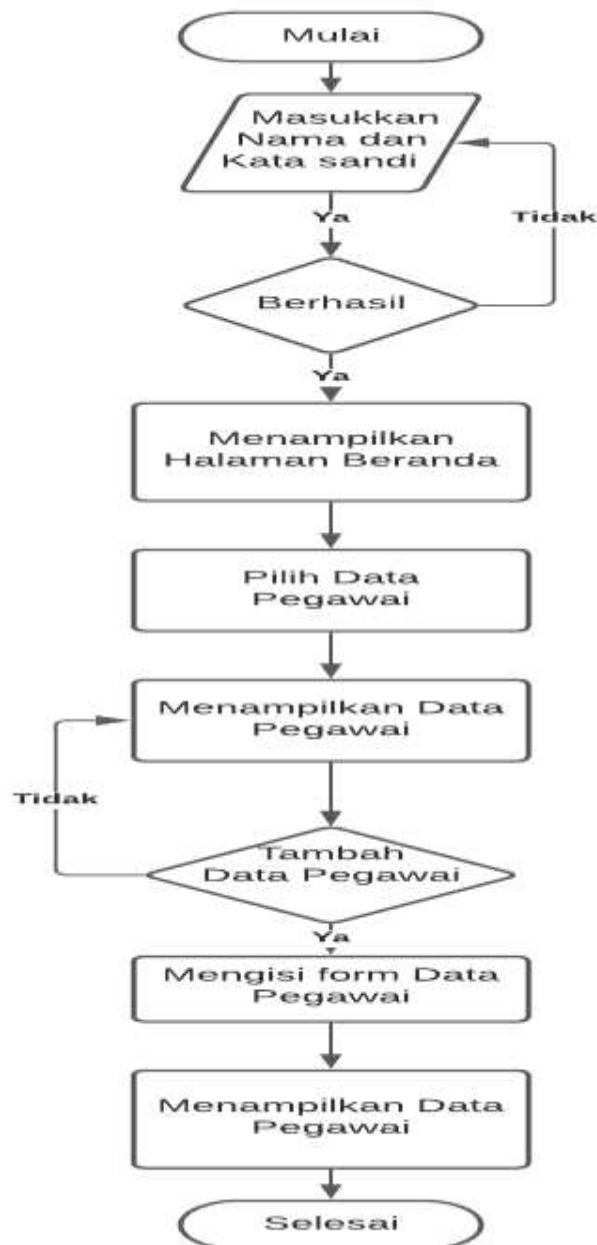 Mulai
Masukkan
Nama dan
Kata sandi
Ya
Tidak
Berhasil
Ya
Menampilkan
Halaman Beranda
Pilih Data
Pegawai
Menampilkan Data
Pegawai
Tidak
Tambah
Data Pegawai
Ya
Mengisi form Data
Pegawai
Menampilkan Data
Pegawai
Selesai